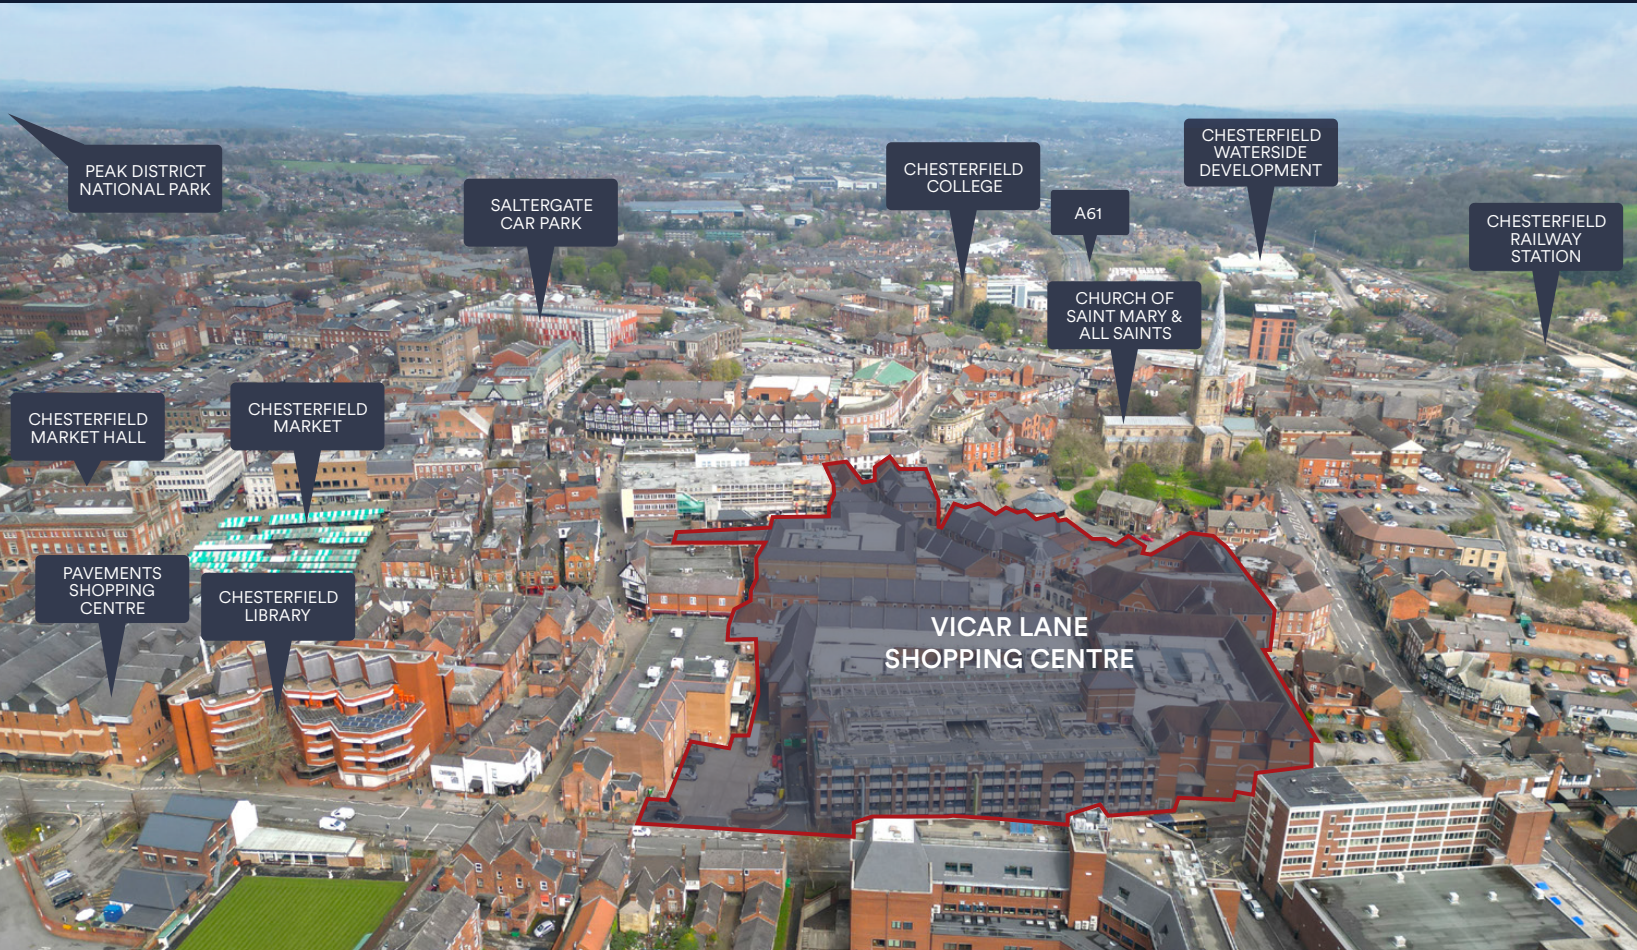 PEAK DISTRICT
NATIONAL PARK
SALTERGATE
CAR PARK
CHESTERFIELD
COLLEGE
A61
CHESTERFIELD
WATERSIDE
DEVELOPMENT
CHESTERFIELD
RAILWAY
STATION
CHURCH OF
SAINT MARY &
ALL SAINTS
CHESTERFIELD
MARKET HALL
CHESTERFIELD
MARKET
PAVEMENTS
SHOPPING
CENTRE
CHESTERFIELD
LIBRARY
VICAR LANE
SHOPPING CENTRE